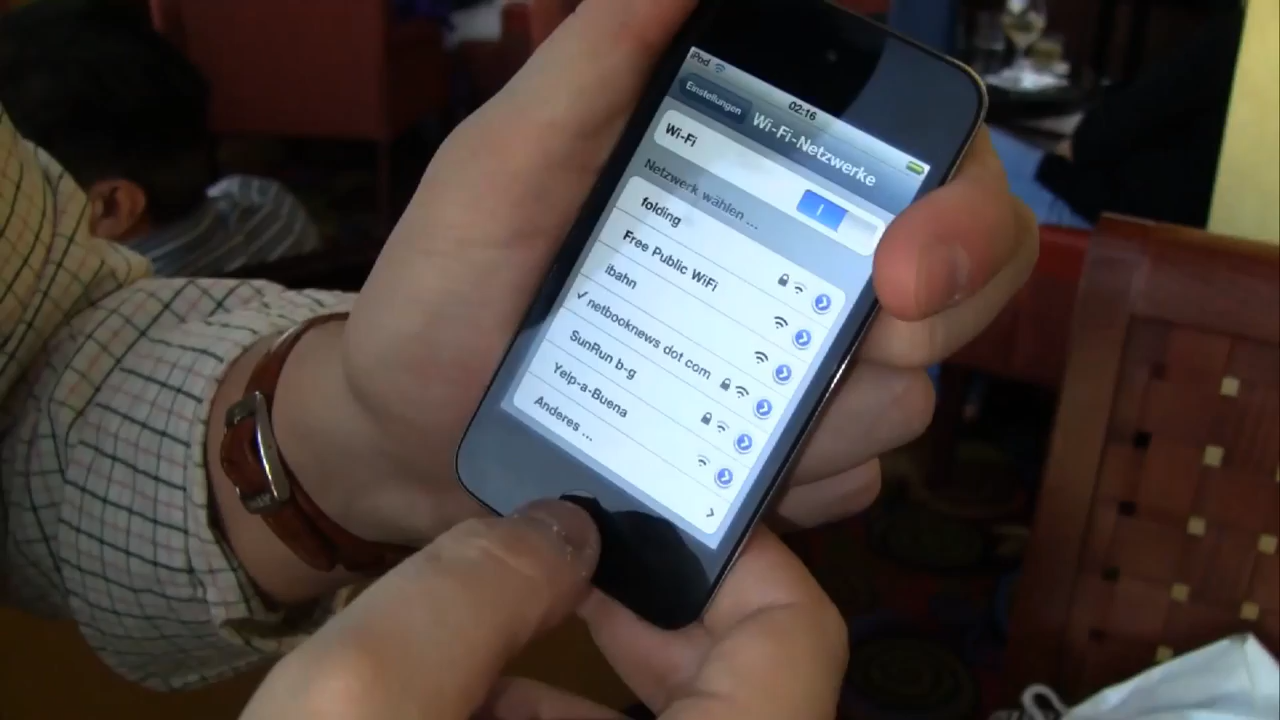 iPod
02:16
Einstellungen
Wi-Fi-Netzwerke
Wi-Fi
Netzwerk wählen ...
folding
Free Public WiFi
ibahn
netbooknews dot com
SunRun b-g
Yelp-a-Buena
Anderes ...